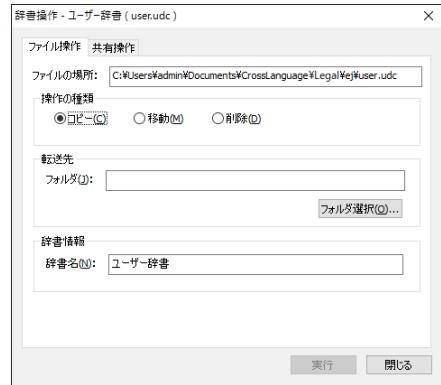 辞書操作 - ユーザー辞書 ( user.udc )
ファイル操作 共有操作
ファイルの場所: C:¥Users¥admin¥Documents¥CrossLanguage¥Legal¥ej¥user.udc
操作の種類
コピー(C) 移動(M) 削除(D)
転送先
フォルダ(J):
フォルダ選択(O)...
辞書情報
辞書名(N): ユーザー辞書
実行 閉じる